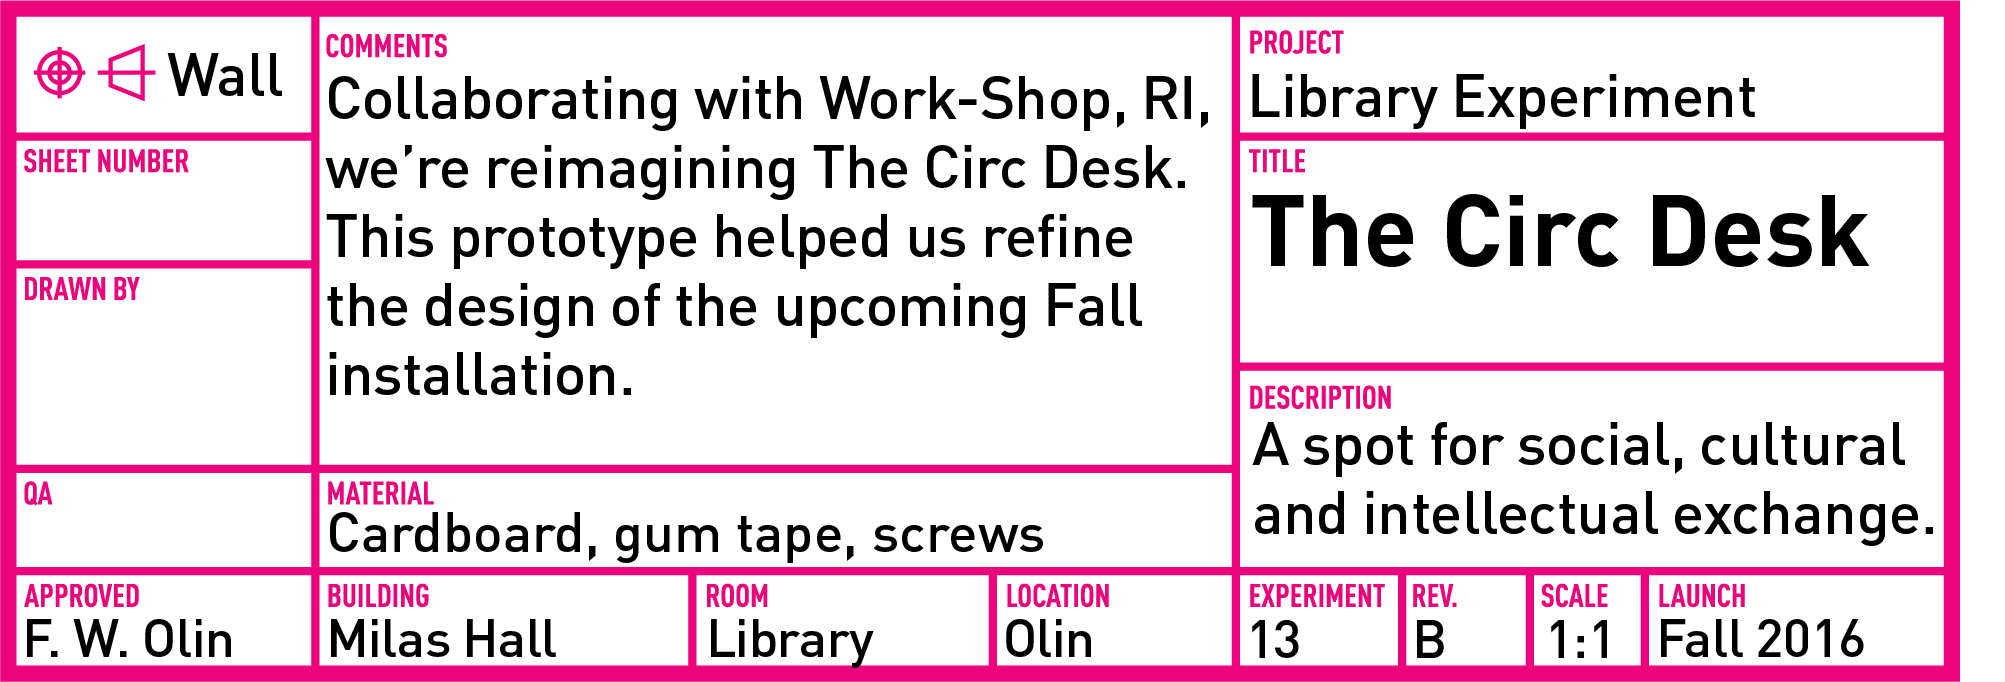 Wall
SHEET NUMBER
DRAWN BY
QA
APPROVED
F. W. Olin
COMMENTS
Collaborating with Work-Shop, RI,
we’re reimagining The Circ Desk.
This prototype helped us refine
the design of the upcoming Fall
installation.
MATERIAL
Cardboard, gum tape, screws
BUILDING
Milas Hall
ROOM
Library
LOCATION
Olin
PROJECT
Library Experiment
TITLE
The Circ Desk
DESCRIPTION
A spot for social, cultural
and intellectual exchange.
EXPERIMENT
13
REV.
B
SCALE
1:1
LAUNCH
Fall 2016